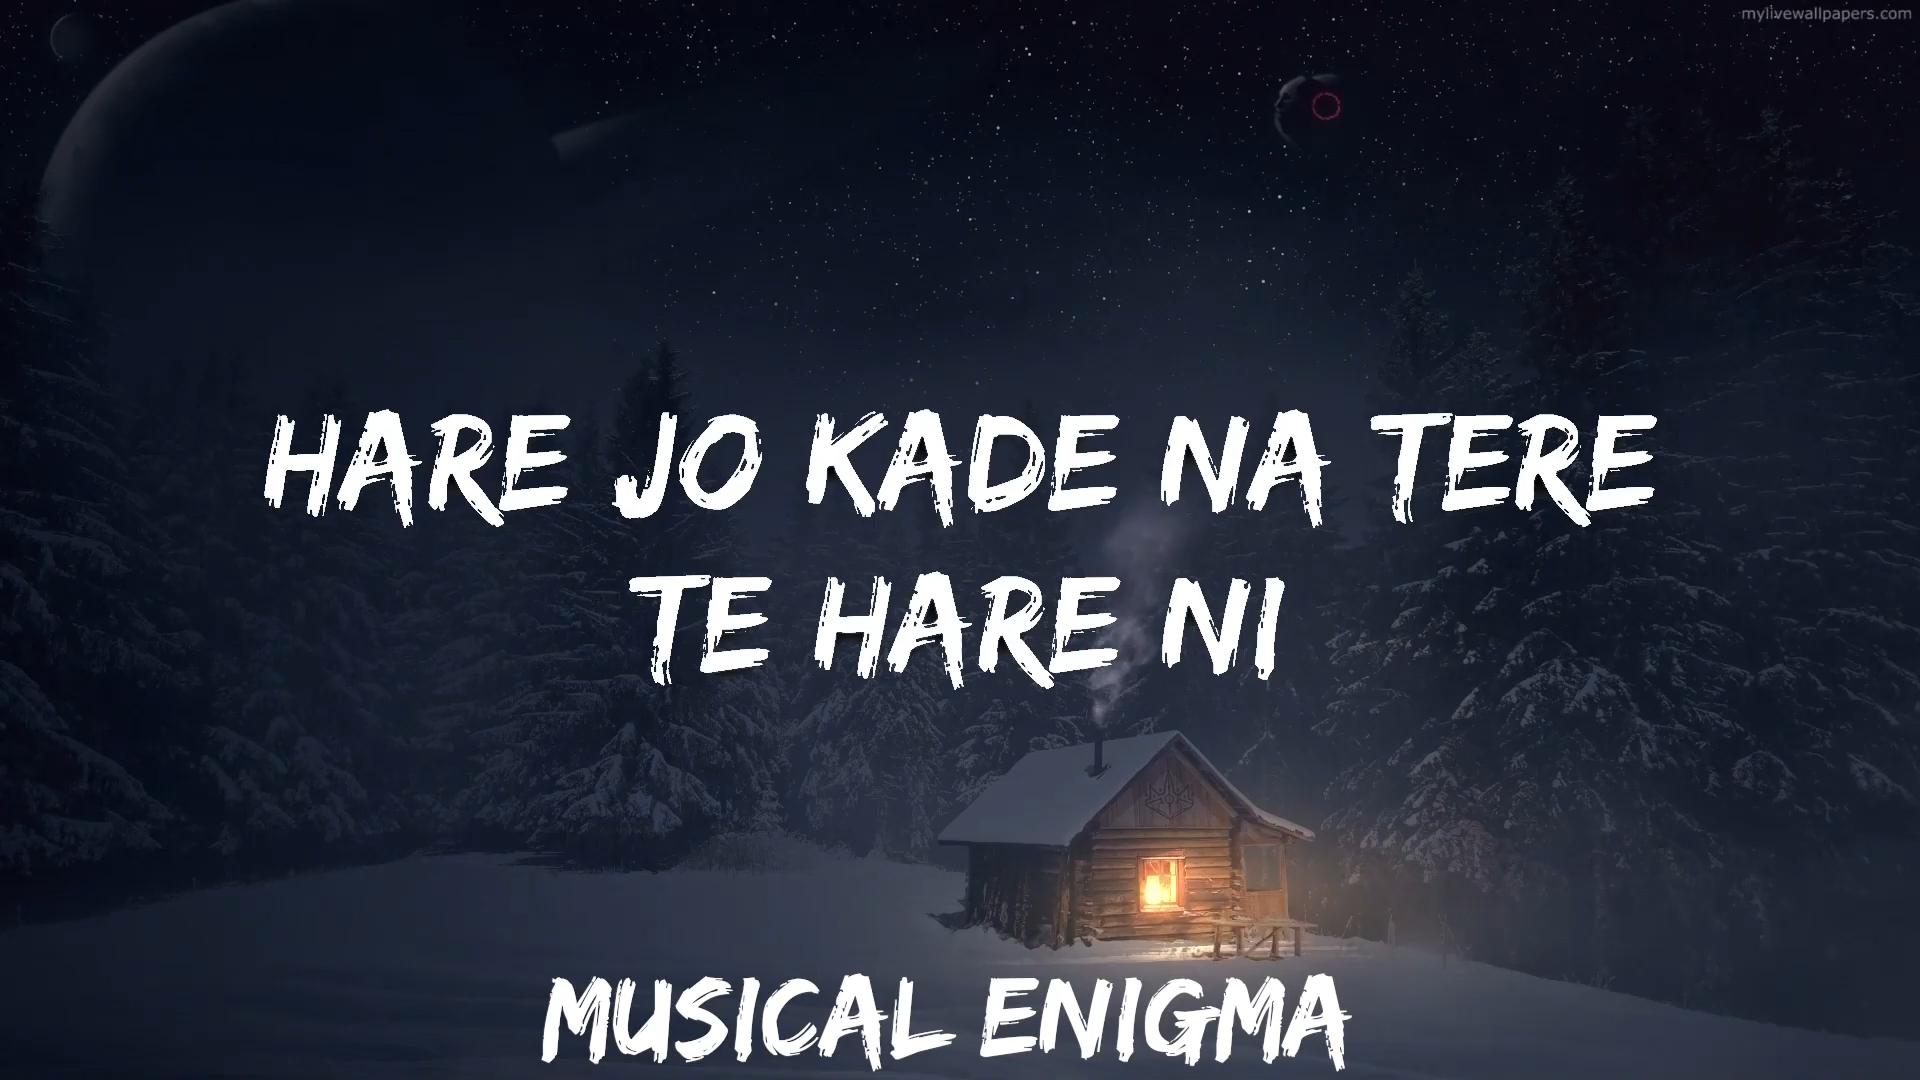 mylivewallpapers.com
HARE JO KADE NA TERE
TE HARE NI
MUSICAL ENIGMA